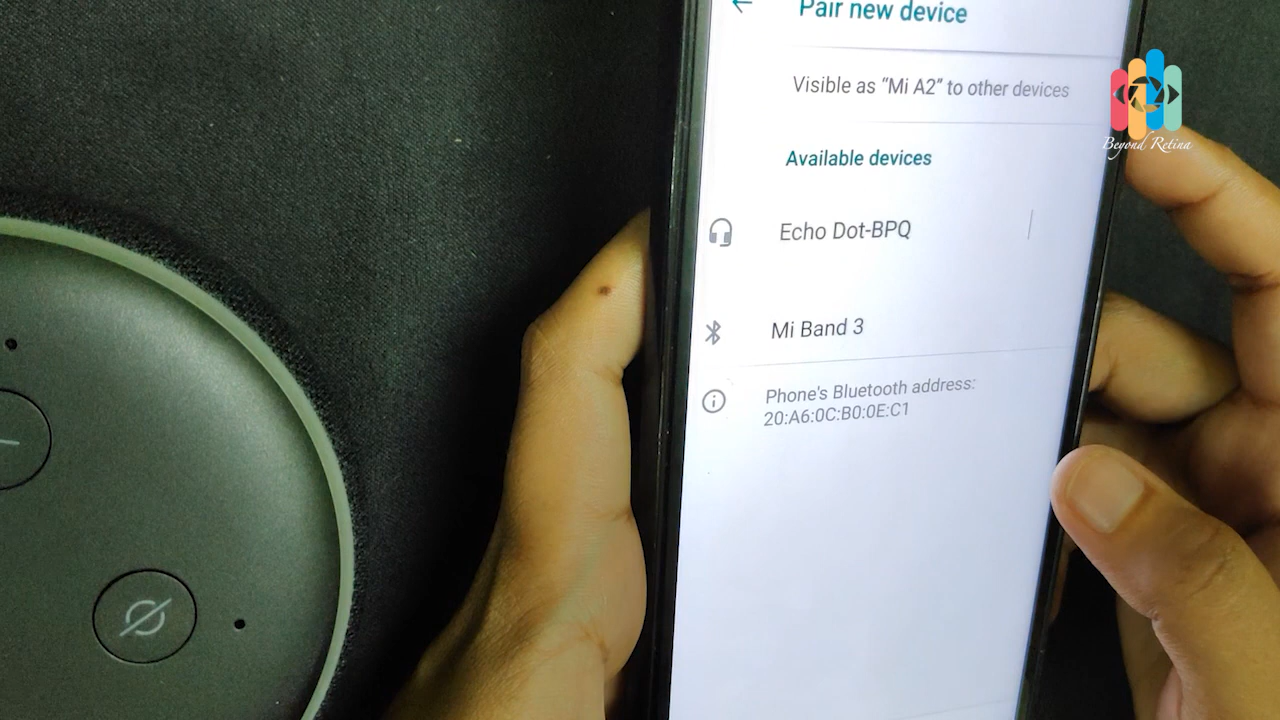 Pair new device
Visible as “Mi A2” to other devices
Available devices
Echo Dot-BPQ
Mi Band 3
Phone's Bluetooth address:
20:A6:0C:B0:0E:C1
Beyond Retina